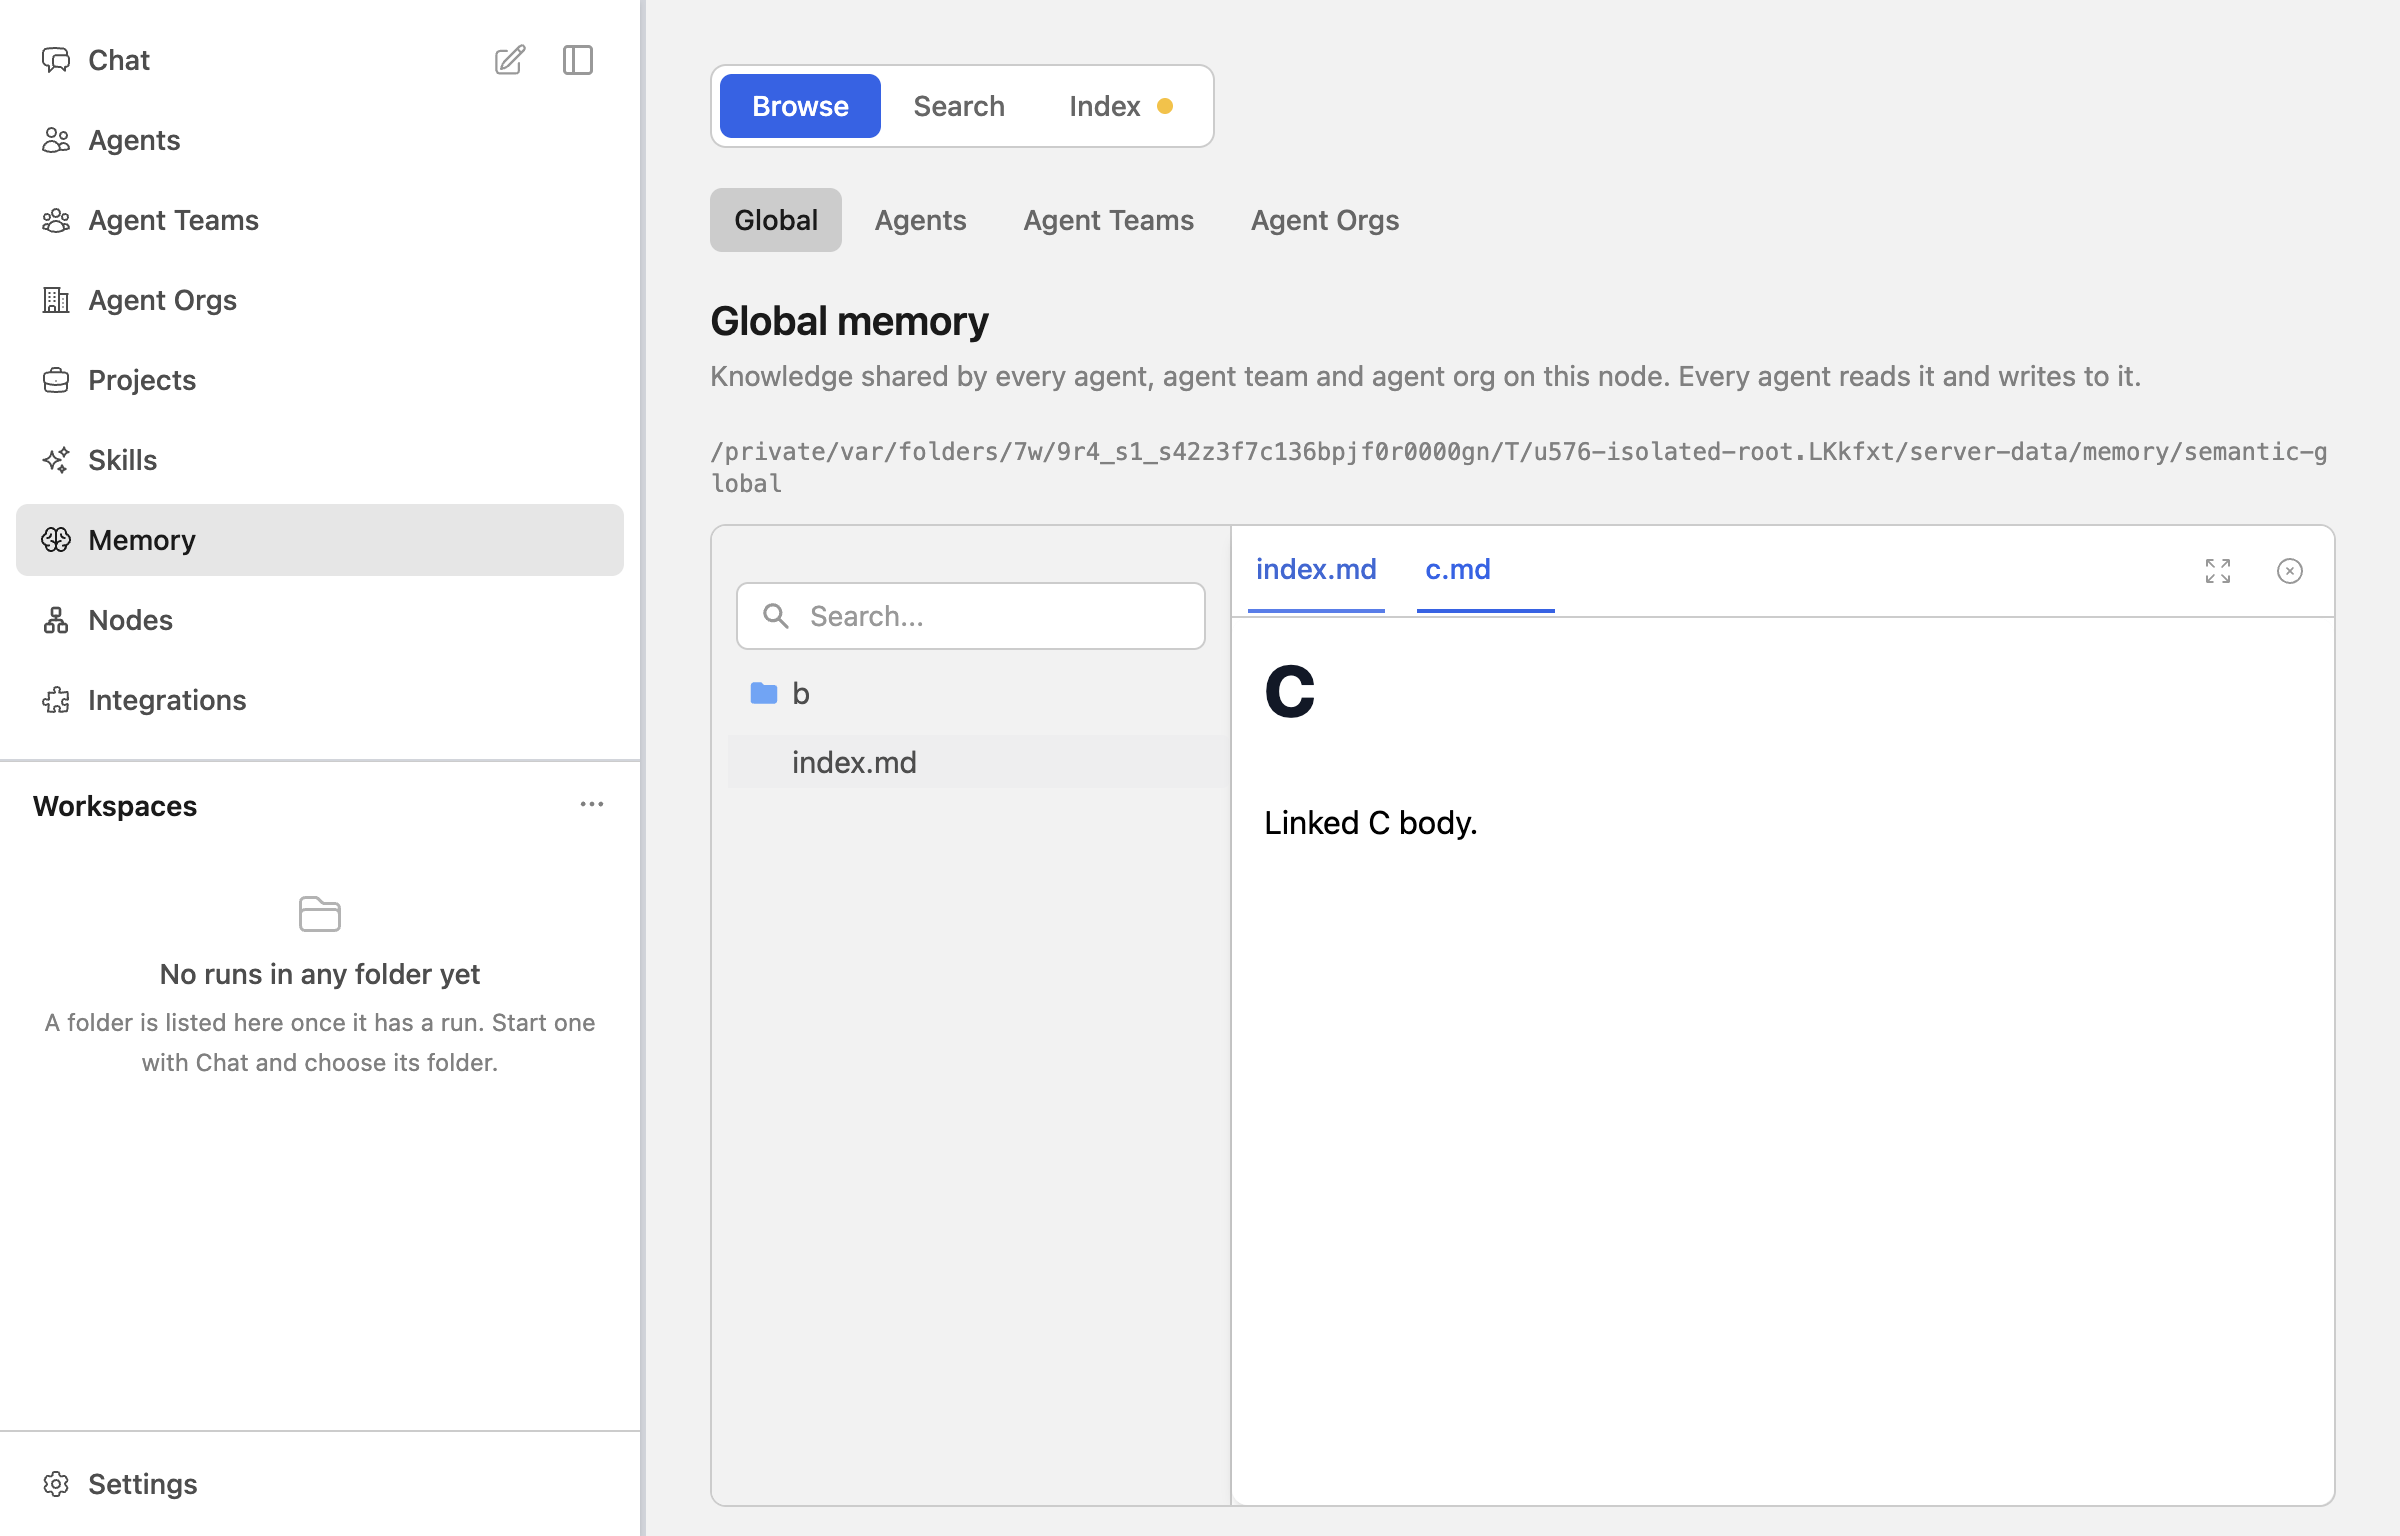 Chat
Agents
Agent Teams
Agent Orgs
Projects
Skills
Memory
Nodes
Integrations
Workspaces
No runs in any folder yet
A folder is listed here once it has a run. Start one
with Chat and choose its folder.
Settings
Browse Search Index
Global Agents Agent Teams Agent Orgs
Global memory
Knowledge shared by every agent, agent team and agent org on this node. Every agent reads it and writes to it.
/private/var/folders/7w/9r4_s1_s42z3f7c136bpjf0r0000gn/T/u576-isolated-root.LKkfxt/server-data/memory/semantic-g
lobal
Search...
b
index.md
index.md c.md
C
Linked C body.